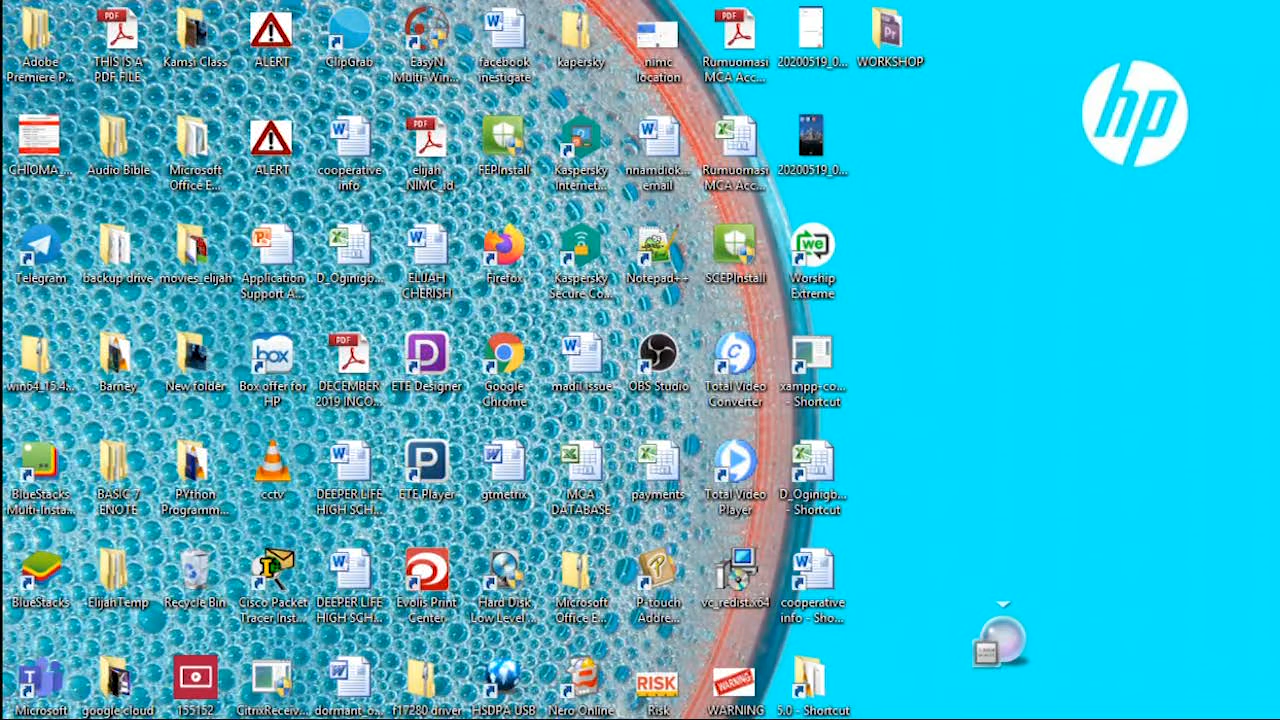 Adobe
Premiere P...
THIS IS A
PDF FILE
Kamsi Class
ALERT
ClipGrab
EasyN
Multi-Win...
facebook
inestigate
kapersky
nimc
location
Rumuomasi
MCA Acc...
20200519_0...
WORKSHOP
hp
CHIOMA_...
Audio Bible
Microsoft
Office E...
ALERT
cooperative
info
elijah
_NIMC_id
FEPInstall
Kaspersky
Internet...
nnamdiok...
email
Rumuomasi
MCA Acc...
20200519_0...
Telegram
backup drive
movies_elijah
Application
Support A...
D_Oginigb...
ELIJAH
CHERISH
Firefox
Kaspersky
Secure Co...
Notepad++
SCEPInstall
we
Worship
Extreme
win64_15.4...
Barney
New folder
box
Box offer for
HP
PDF
DECEMBER
2019 INCO...
ETE Designer
Google
Chrome
madil issue
OBS Studio
Total Video
Converter
xampp-co...
- Shortcut
BlueStacks
Multi-Insta...
BASIC 7
ENOTE
PYthon
Programm...
cctv
DEEPER LIFE
HIGH SCH...
ETE Player
gtmetrix
MCA
DATABASE
payments
Total Video
Player
D_Oginigb...
- Shortcut
BlueStacks
ElijahTemp
Recycle Bin
Cisco Packet
Tracer Inst...
DEEPER LIFE
HIGH SCH...
Evolis Print
Center
Hard Disk
Low Level ...
Microsoft
Office E...
P-touch
Addre...
vc_redist.x64
cooperative
info - Sho...
Microsoft
google cloud
155152_
CitrixReceiv...
dormant_o...
f17280 driver
HSDPA USB
Nero Online
RISK
Risk
WARNING
WARNING
5.0 - Shortcut